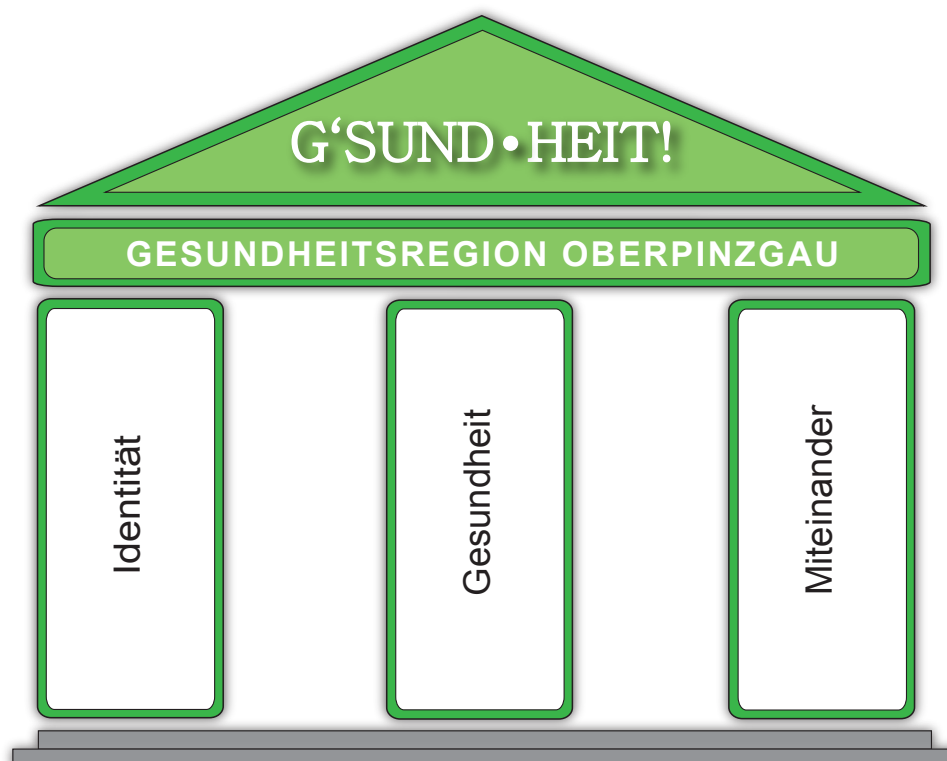 G‘SUND•HEIT!
GESUNDHEITSREGION OBERPINZGAU
Identität
Gesundheit
Miteinander